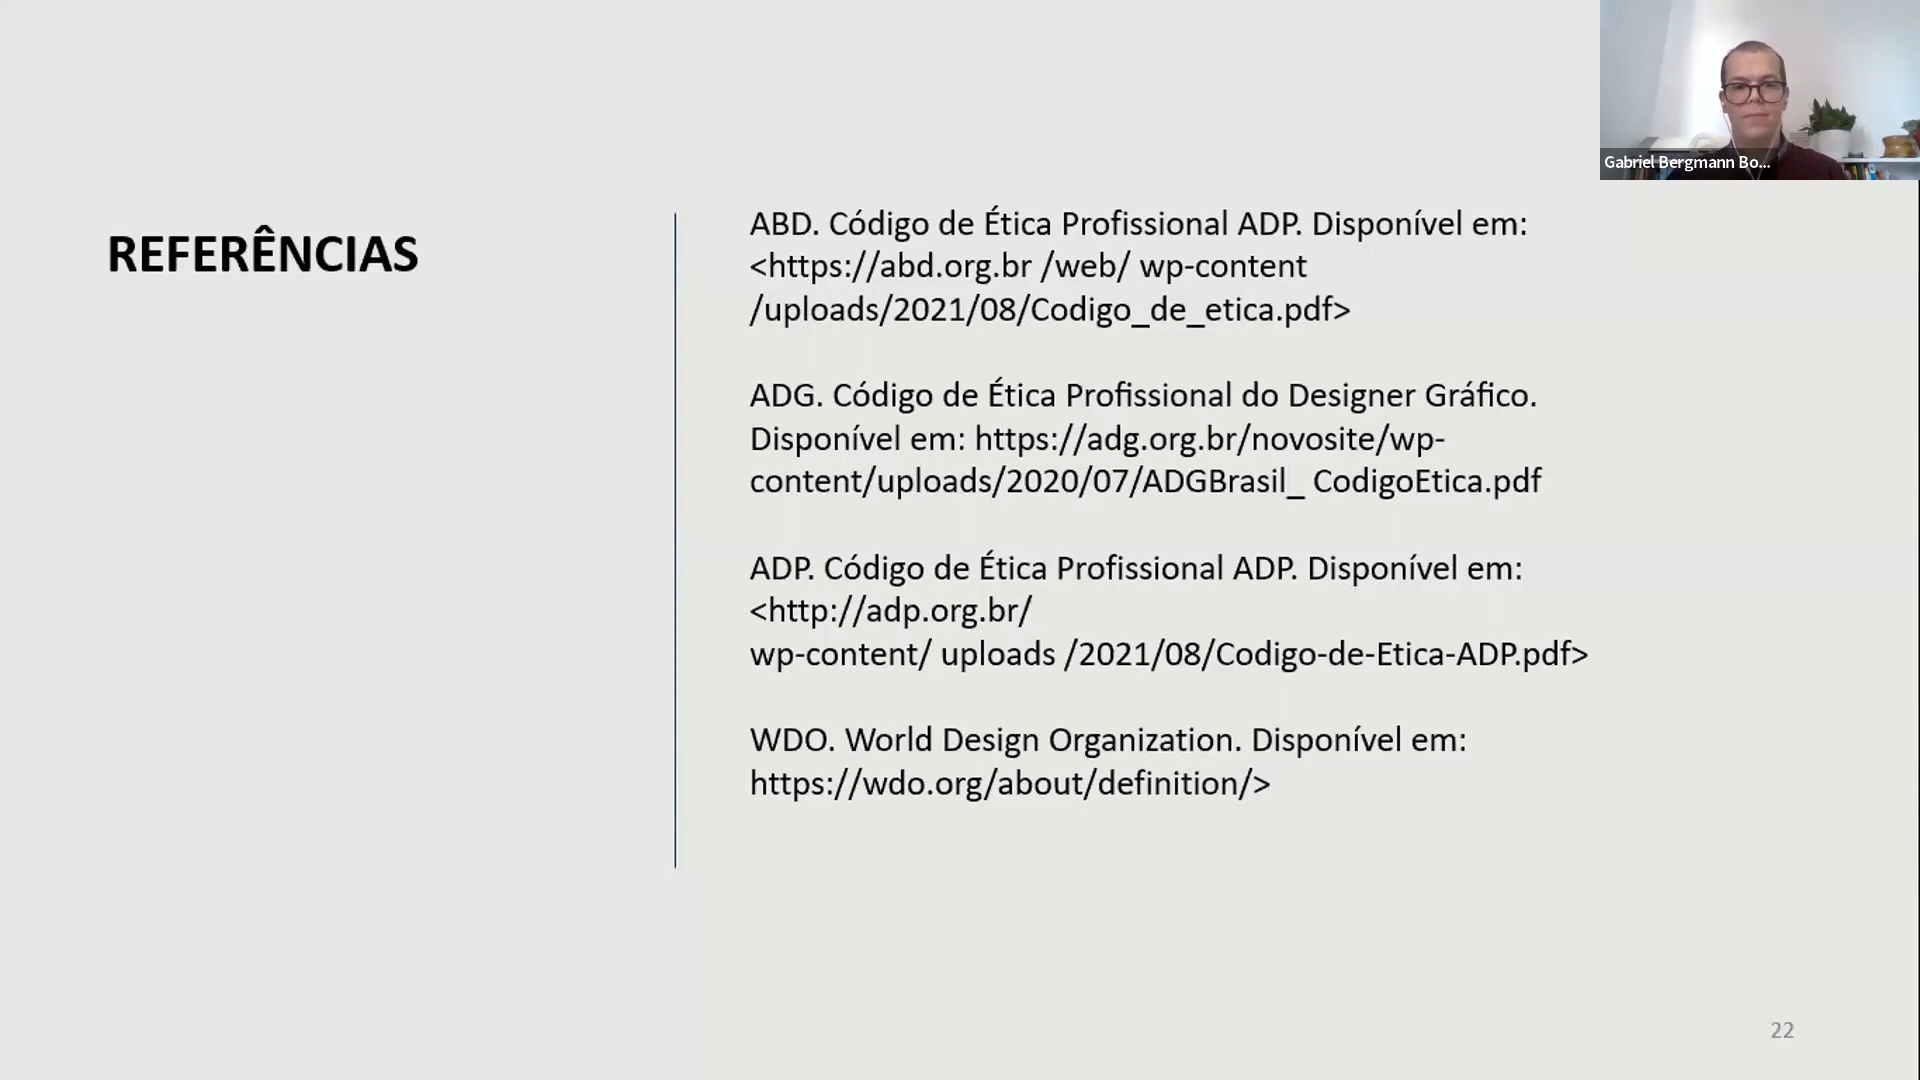 Gabriel Bergmann Bo...
REFERÊNCIAS
ABD. Código de Ética Profissional ADP. Disponível em:
<https://abd.org.br /web/ wp-content
/uploads/2021/08/Codigo_de_etica.pdf>
ADG. Código de Ética Profissional do Designer Gráfico.
Disponível em: https://adg.org.br/novosite/wp-
content/uploads/2020/07/ADGBrasil_ CodigoEtica.pdf
ADP. Código de Ética Profissional ADP. Disponível em:
<http://adp.org.br/
wp-content/ uploads /2021/08/Codigo-de-Etica-ADP.pdf>
WDO. World Design Organization. Disponível em:
https://wdo.org/about/definition/>
22